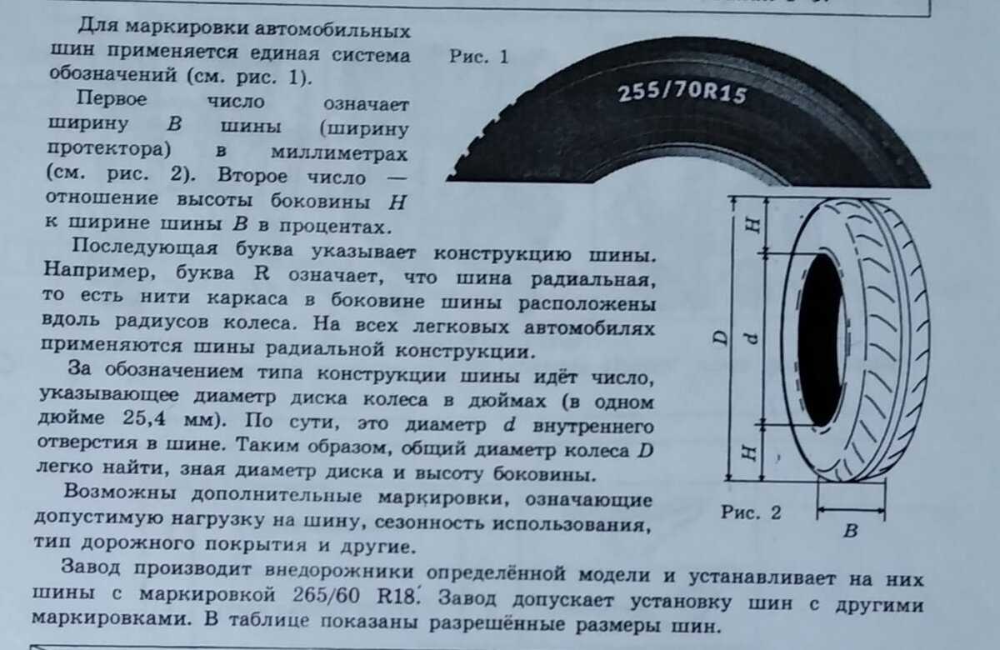 Для маркировки автомобильных
шин применяется единая система
обозначений (см. рис. 1).
Первое число означает
ширину B шины (ширину
протектора) в миллиметрах
(см. рис. 2). Второе число —
отношение высоты боковины H
к ширине шины B в процентах.
Рис. 1
255/70R15
Последующая буква указывает конструкцию шины.
Например, буква R означает, что шина радиальная,
то есть нити каркаса в боковине шины расположены
вдоль радиусов колеса. На всех легковых автомобилях
применяются шины радиальной конструкции.
За обозначением типа конструкции шины идёт число,
указывающее диаметр диска колеса в дюймах (в одном
дюйме 25,4 мм). По сути, это диаметр d внутреннего
отверстия в шине. Таким образом, общий диаметр колеса D
легко найти, зная диаметр диска и высоту боковины.
Возможны дополнительные маркировки, означающие
допустимую нагрузку на шину, сезонность использования,
тип дорожного покрытия и другие.
H
D
d
H
Рис. 2
B
Завод производит внедорожники определённой модели и устанавливает на них
шины с маркировкой 265/60 R18. Завод допускает установку шин с другими
маркировками. В таблице показаны разрешённые размеры шин.